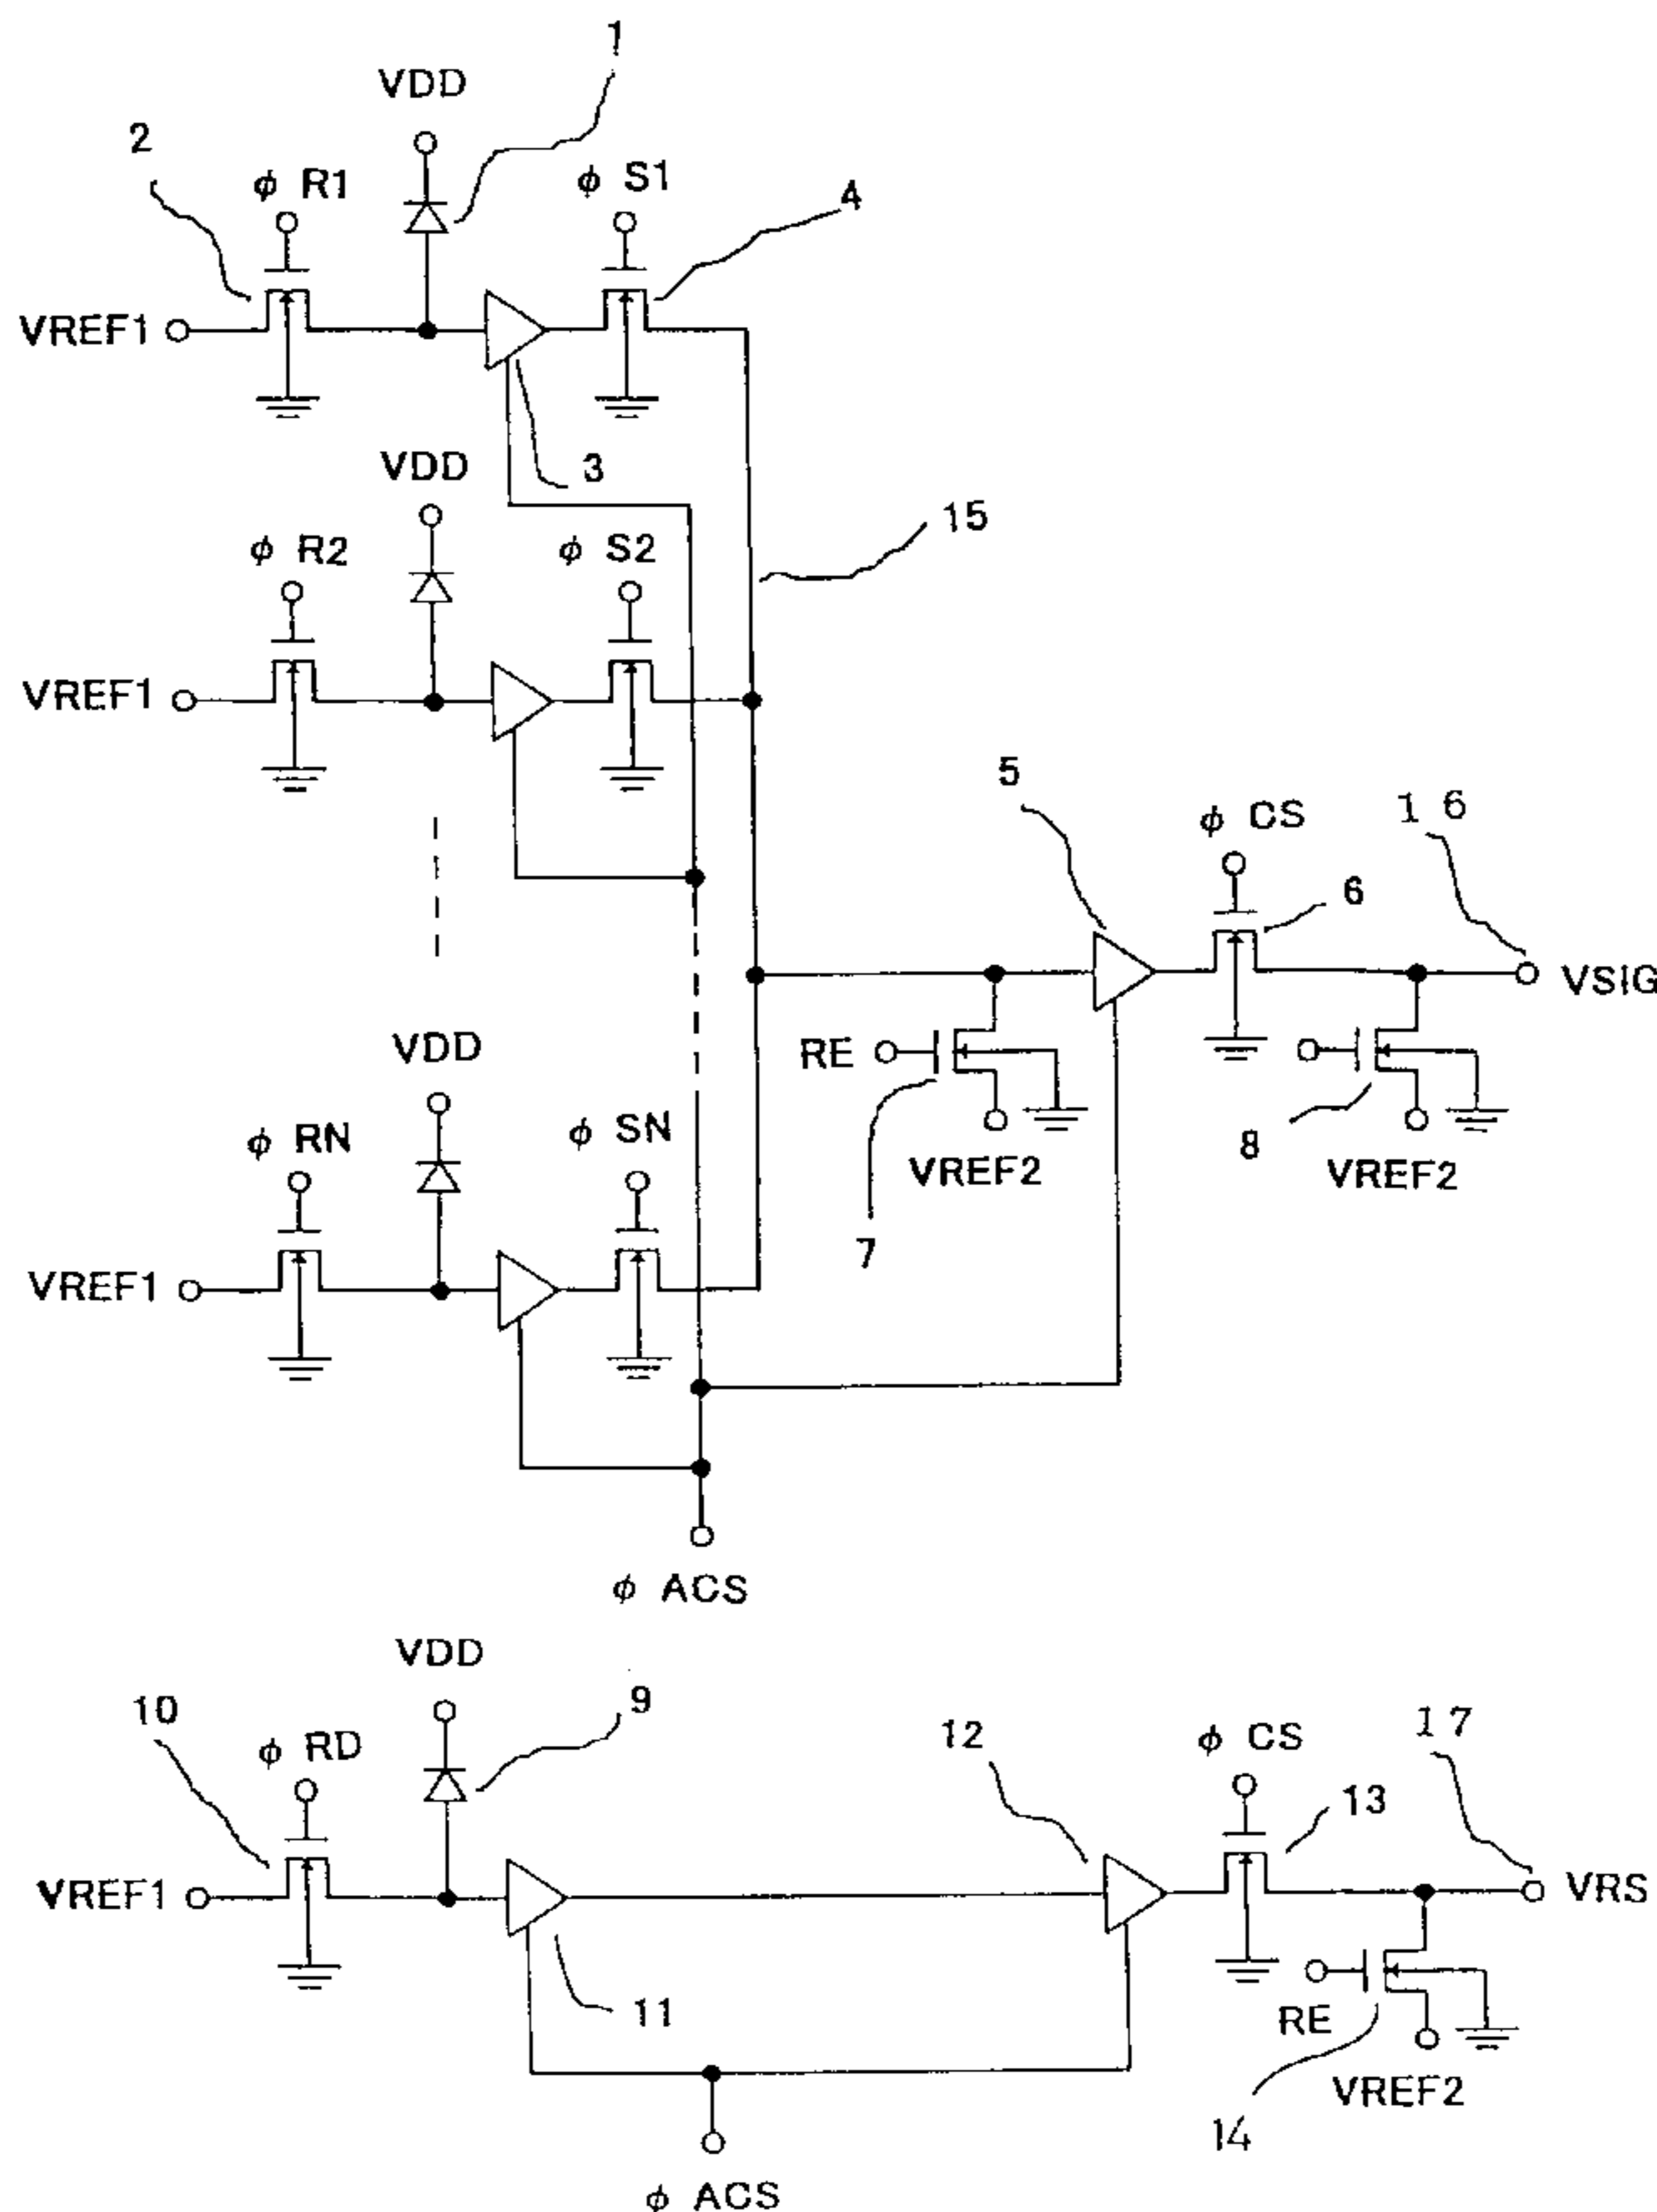 1
VDD
2
φ R1
φ S1
4
VREF1
3
VDD
15
φ R2
φ S2
VREF1
5
φ CS
1 6
6
VSIG
VDD
RE
φ RN
φ SN
8
VREF2
VREF2
7
VREF1
φ ACS
VDD
9
10
φ RD
12
φ CS
1 7
13
VREF1
VRS
11
RE
VREF2
14
φ ACS